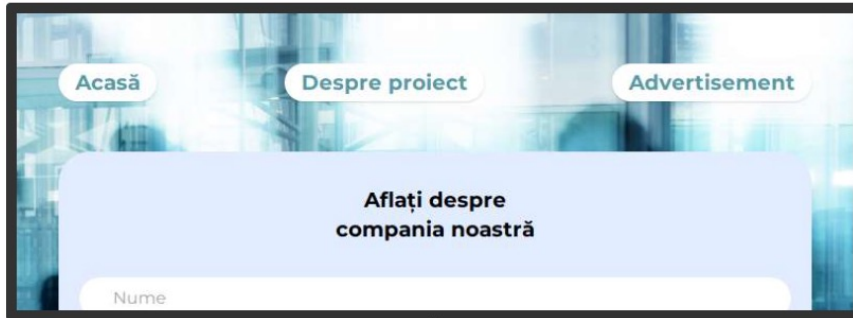 Acasă
Despre proiect
Advertisement
Aflați despre
compania noastră
Nume